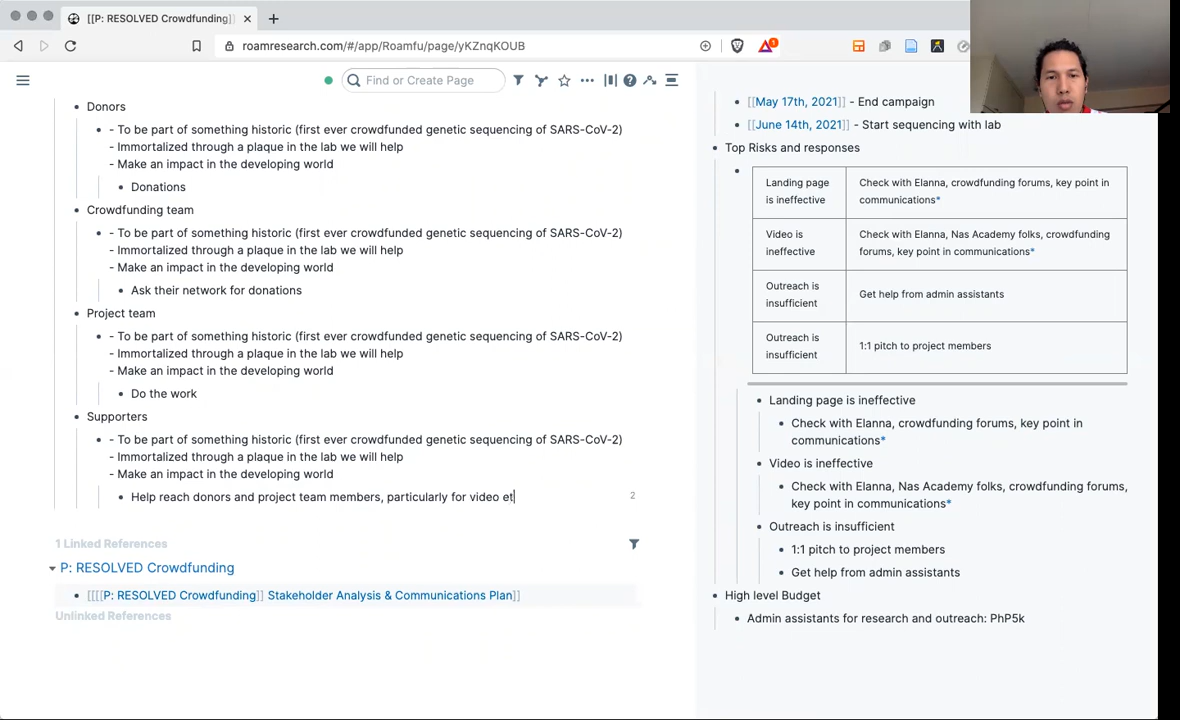 [[P: RESOLVED Crowdfunding]
roamresearch.com/#/app/Roamfu/page/yKZnqKOUB
1
Find or Create Page
Donors
- To be part of something historic (first ever crowdfunded genetic sequencing of SARS-CoV-2)
- Immortalized through a plaque in the lab we will help
- Make an impact in the developing world
Donations
Crowdfunding team
- To be part of something historic (first ever crowdfunded genetic sequencing of SARS-CoV-2)
- Immortalized through a plaque in the lab we will help
- Make an impact in the developing world
Ask their network for donations
Project team
- To be part of something historic (first ever crowdfunded genetic sequencing of SARS-CoV-2)
- Immortalized through a plaque in the lab we will help
- Make an impact in the developing world
Do the work
Supporters
- To be part of something historic (first ever crowdfunded genetic sequencing of SARS-CoV-2)
- Immortalized through a plaque in the lab we will help
- Make an impact in the developing world
Help reach donors and project team members, particularly for video et
2
1 Linked References
P: RESOLVED Crowdfunding
[[[[P: RESOLVED Crowdfunding]] Stakeholder Analysis & Communications Plan]]
Unlinked References
[[May 17th, 2021]] - End campaign
[[June 14th, 2021]] - Start sequencing with lab
Top Risks and responses
Landing page
is ineffective
Check with Elanna, crowdfunding forums, key point in
communications*
Video is
ineffective
Check with Elanna, Nas Academy folks, crowdfunding
forums, key point in communications*
Outreach is
insufficient
Get help from admin assistants
Outreach is
insufficient
1:1 pitch to project members
Landing page is ineffective
Check with Elanna, crowdfunding forums, key point in
communications*
Video is ineffective
Check with Elanna, Nas Academy folks, crowdfunding forums,
key point in communications*
Outreach is insufficient
1:1 pitch to project members
Get help from admin assistants
High level Budget
Admin assistants for research and outreach: PhP5k